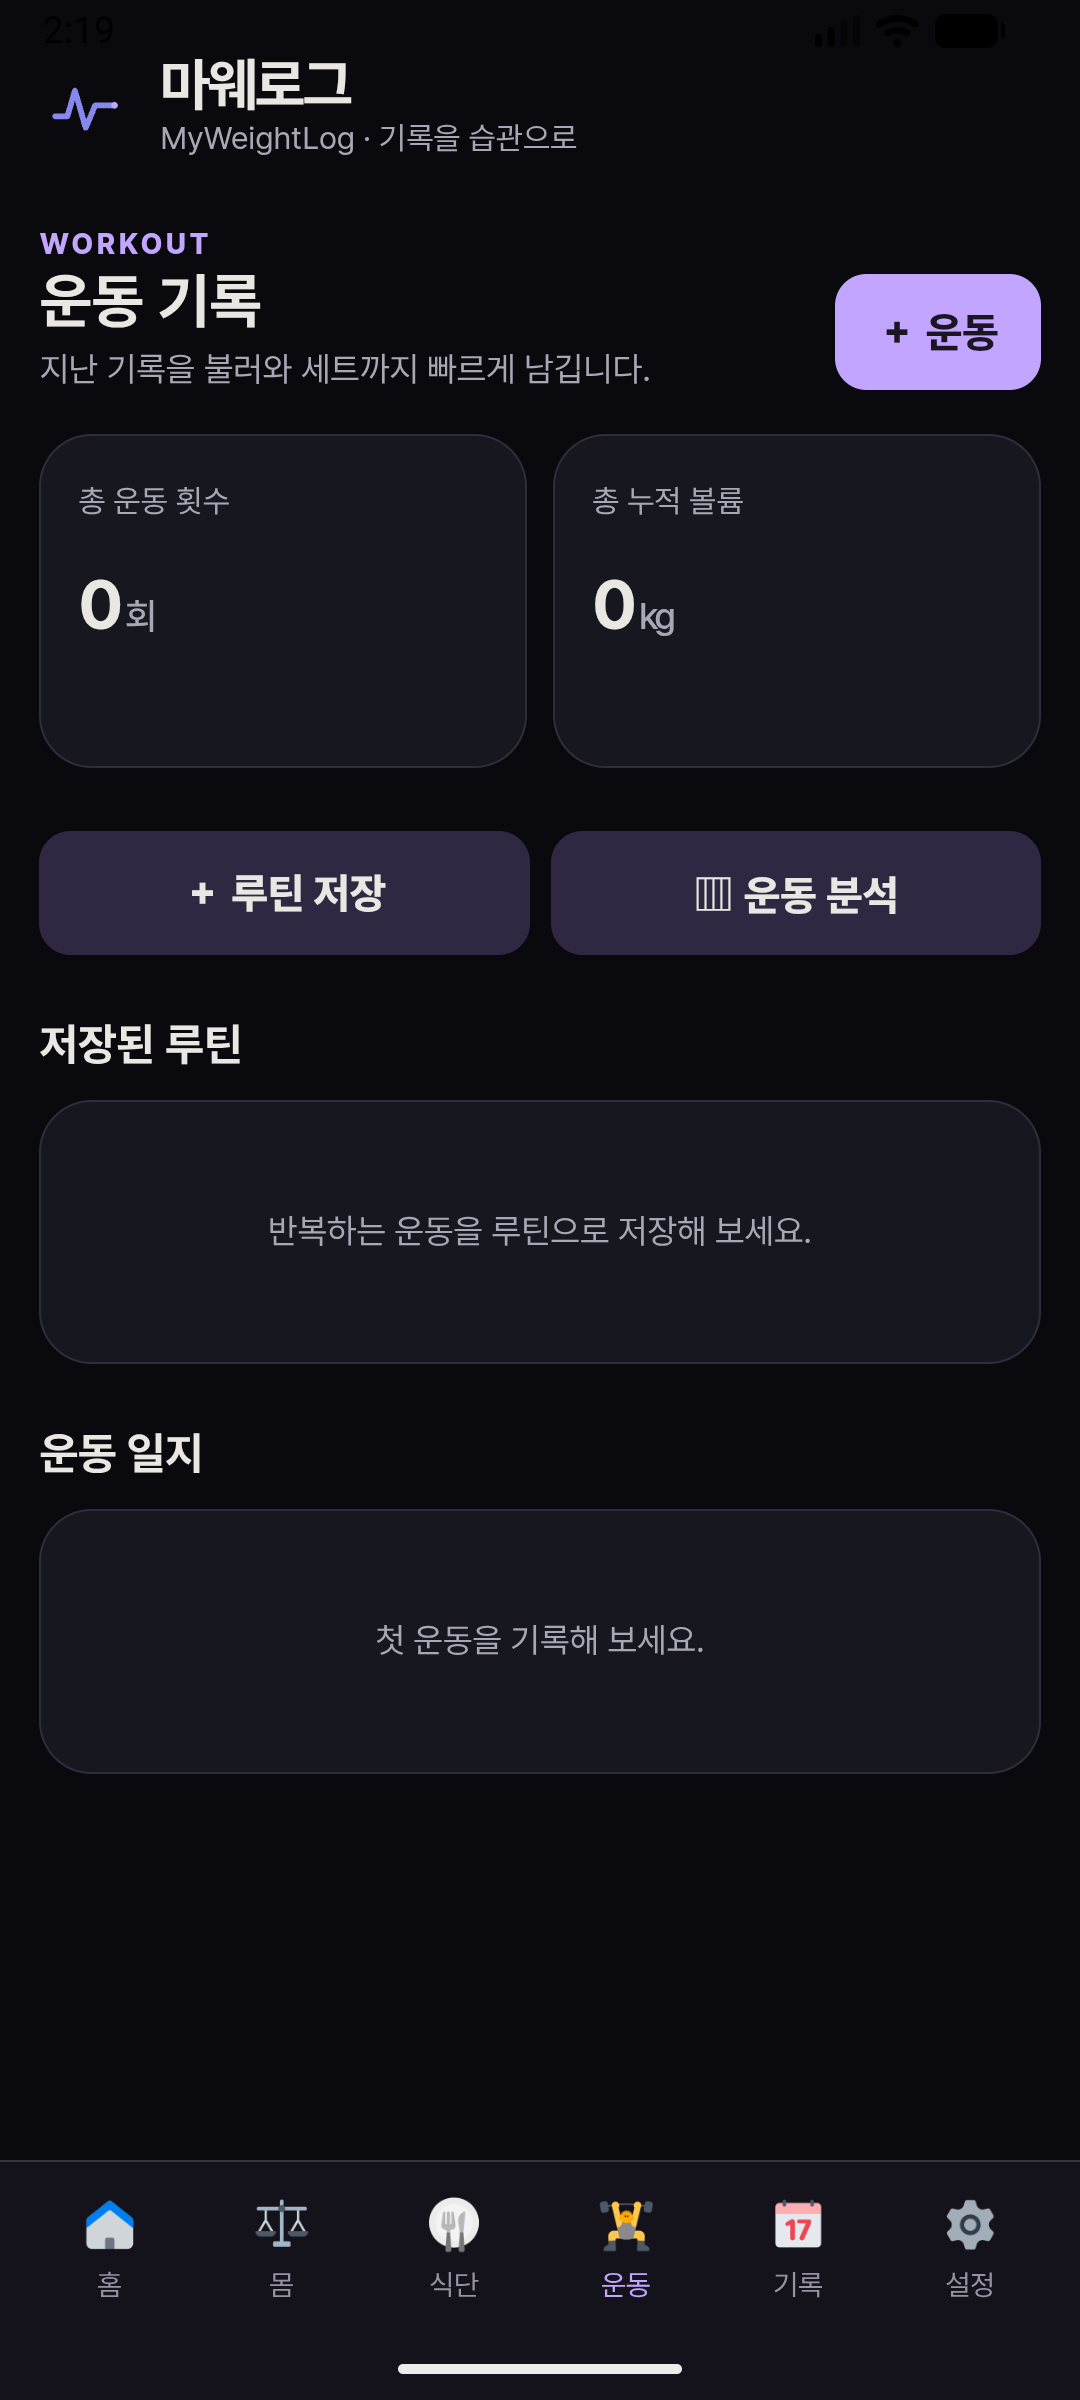 2:19
마웨로그
MyWeightLog · 기록을 습관으로
WORKOUT
운동 기록
+ 운동
지난 기록을 불러와 세트까지 빠르게 남깁니다.
총 운동 횟수
총 누적 볼륨
0회
0kg
+ 루틴 저장
▥ 운동 분석
저장된 루틴
반복하는 운동을 루틴으로 저장해 보세요.
운동 일지
첫 운동을 기록해 보세요.
17
홈
몸
식단
운동
기록
설정